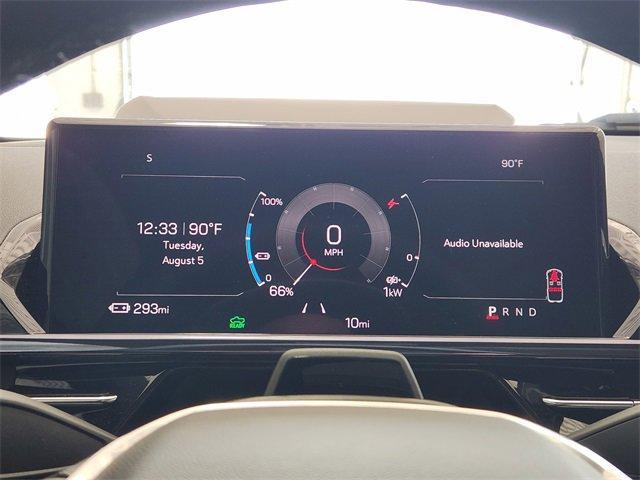 S
90°F
100%
12:33 | 90°F
Tuesday,
August 5
0
MPH
0
0
Audio Unavailable
66%
1kW
293mi
READY
10mi
P R N D